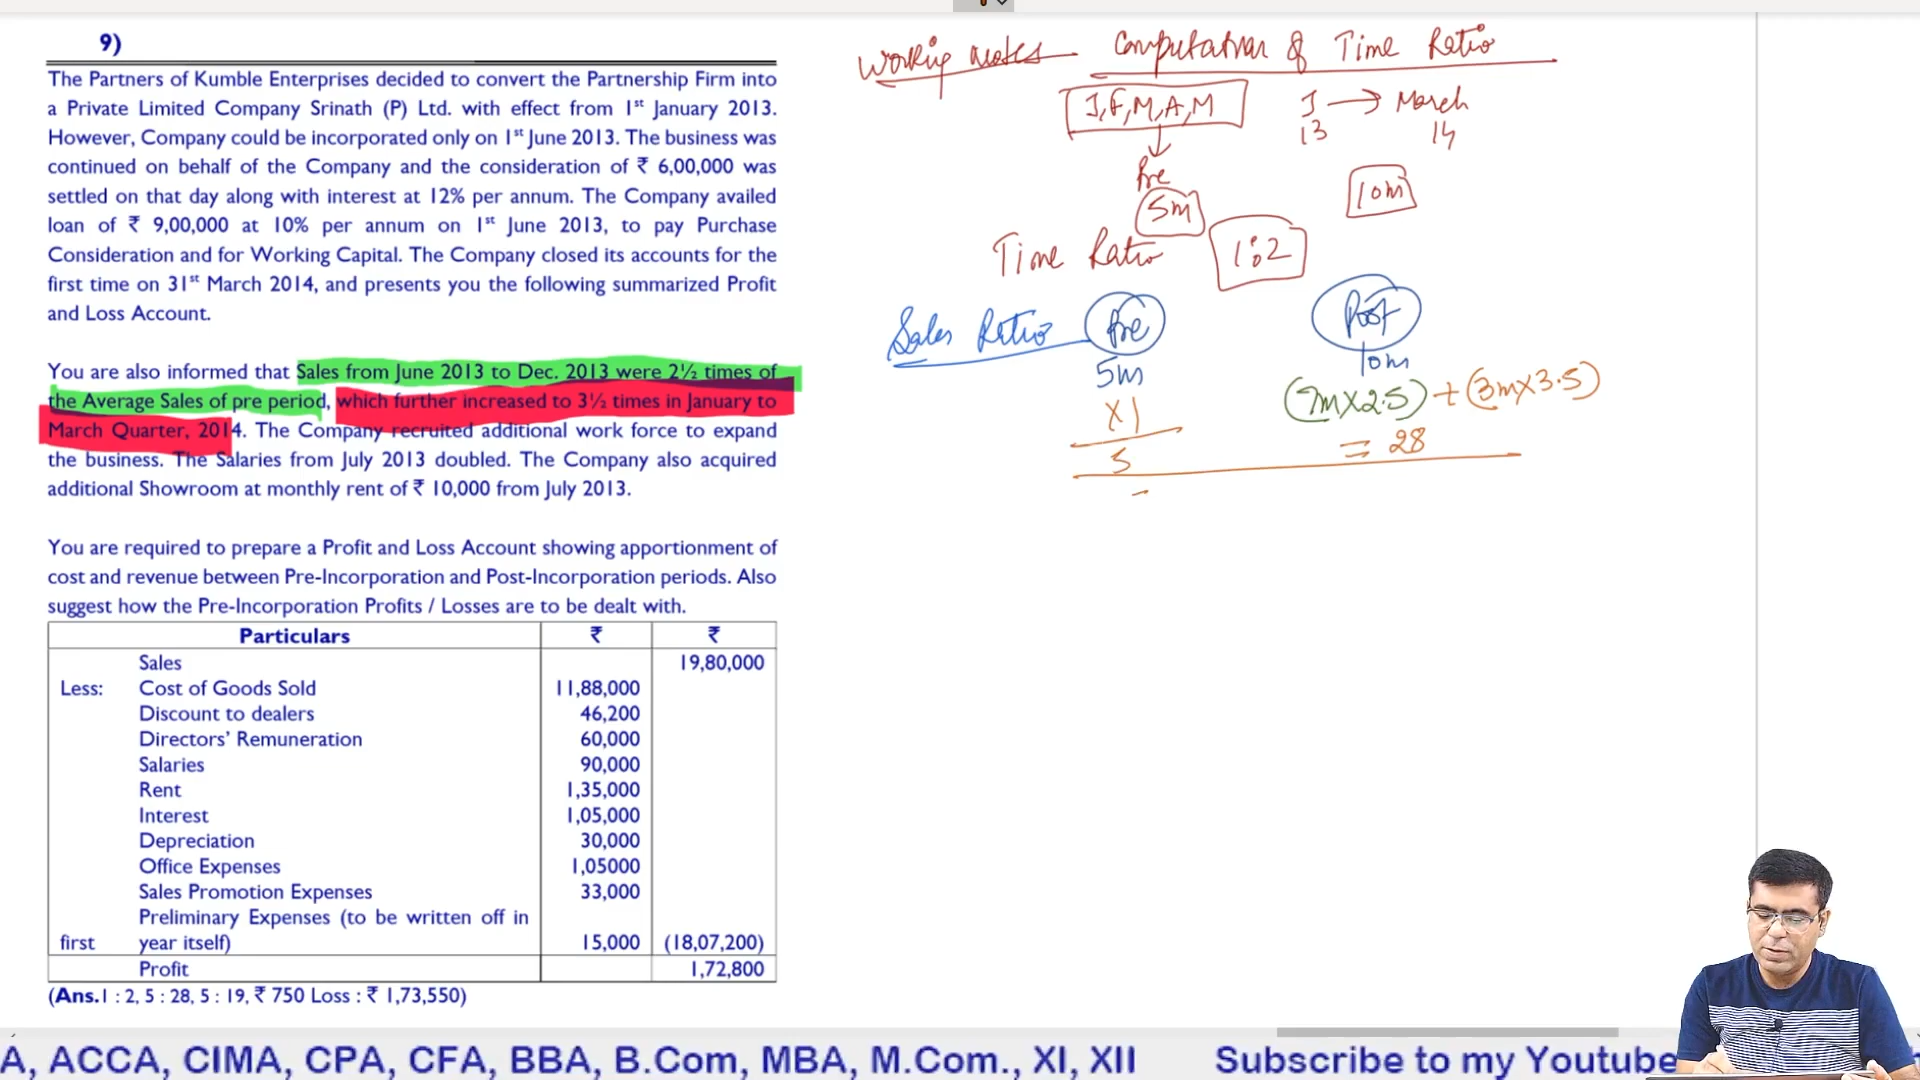 9)
The Partners of Kumble Enterprises decided to convert the Partnership Firm into
a Private Limited Company Srinath (P) Ltd. with effect from 1st January 2013.
However, Company could be incorporated only on 1st June 2013. The business was
continued on behalf of the Company and the consideration of ₹ 6,00,000 was
settled on that day along with interest at 12% per annum. The Company availed
loan of ₹ 9,00,000 at 10% per annum on 1st June 2013, to pay Purchase
Consideration and for Working Capital. The Company closed its accounts for the
first time on 31st March 2014, and presents you the following summarized Profit
and Loss Account.
You are also informed that Sales from June 2013 to Dec. 2013 were 2½ times of
the Average Sales of pre period, which further increased to 3½ times in January to
March Quarter, 2014. The Company recruited additional work force to expand
the business. The Salaries from July 2013 doubled. The Company also acquired
additional Showroom at monthly rent of ₹ 10,000 from July 2013.
You are required to prepare a Profit and Loss Account showing apportionment of
cost and revenue between Pre-Incorporation and Post-Incorporation periods. Also
suggest how the Pre-Incorporation Profits / Losses are to be dealt with.
Particulars ₹ ₹
Sales 19,80,000
Less: Cost of Goods Sold 11,88,000
Discount to dealers 46,200
Directors' Remuneration 60,000
Salaries 90,000
Rent 1,35,000
Interest 1,05,000
Depreciation 30,000
Office Expenses 1,05000
Sales Promotion Expenses 33,000
Preliminary Expenses (to be written off in
first year itself) 15,000 (18,07,200)
Profit 1,72,800
(Ans.1 : 2, 5 : 28, 5 : 19, ₹ 750 Loss : ₹ 1,73,550)
Working Notes Computation of Time Ratio
J,F,M,A,M J → March
13 14
Pre
5m 10m
Time Ratio 1:2
Sales Ratio Pre Post
5m 10m
X1 (7mX2.5) + (3mX3.5)
5 = 28
A, ACCA, CIMA, CPA, CFA, BBA, B.Com, MBA, M.Com., XI, XII Subscribe to my Youtube